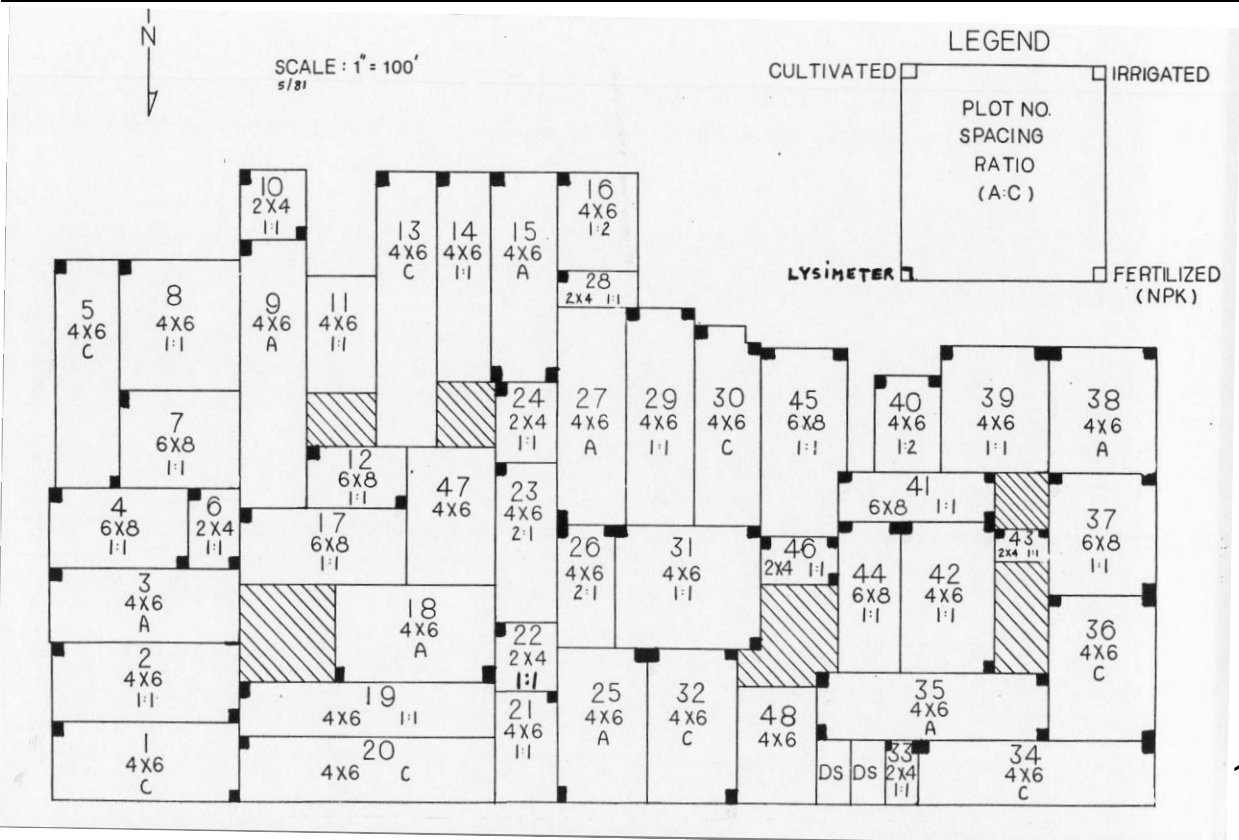 N
SCALE : 1" = 100'
5/81
LEGEND
CULTIVATED
IRRIGATED
PLOT NO.
SPACING
RATIO
(A:C)
LYSIMETER
FERTILIZED
(NPK)
10
2X4
1:1
13
4X6
C
14
4X6
1:1
15
4X6
A
16
4X6
1:2
28
2X4 1:1
5
4X6
C
8
4X6
1:1
9
4X6
A
11
4X6
1:1
7
6X8
1:1
24
2X4
1:1
27
4X6
A
29
4X6
1:1
30
4X6
C
45
6X8
1:1
40
4X6
1:2
39
4X6
1:1
38
4X6
A
4
6X8
1:1
6
2X4
1:1
12
6X8
1:1
47
4X6
23
4X6
2:1
41
6X8 1:1
17
6X8
1:1
26
4X6
2:1
31
4X6
1:1
46
2X4 1:1
44
6X8
1:1
42
4X6
1:1
43
2X4 1:1
37
6X8
1:1
3
4X6
A
18
4X6
A
22
2X4
1:1
36
4X6
C
2
4X6
1:1
19
4X6 1:1
21
4X6
1:1
25
4X6
A
32
4X6
C
48
4X6
35
4X6
A
1
4X6
C
20
4X6 C
DS
DS
33
2X4
1:1
34
4X6
C